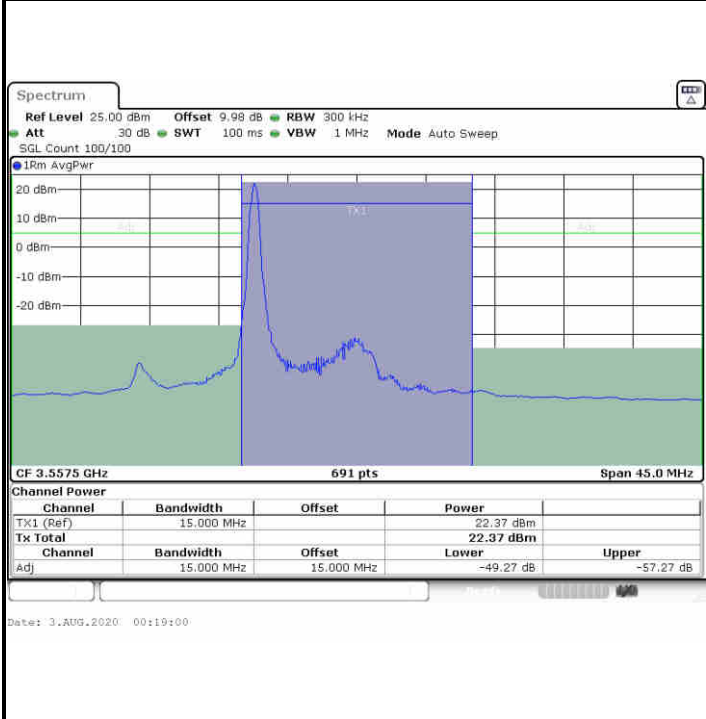 Spectrum
Ref Level 25.00 dBm Offset 9.98 dB RBW 300 kHz
Att 30 dB SWT 100 ms VBW 1 MHz Mode Auto Sweep
SGL Count 100/100
1Rm AvgPwr
20 dBm
TX1
10 dBm
Adj Adj
0 dBm
-10 dBm
-20 dBm
CF 3.5575 GHz 691 pts Span 45.0 MHz
Channel Power
Channel Bandwidth Offset Power
TX1 (Ref) 15.000 MHz 22.37 dBm
Tx Total 22.37 dBm
Channel Bandwidth Offset Lower Upper
Adj 15.000 MHz 15.000 MHz -49.27 dB -57.27 dB
Date: 3.AUG.2020 00:19:00